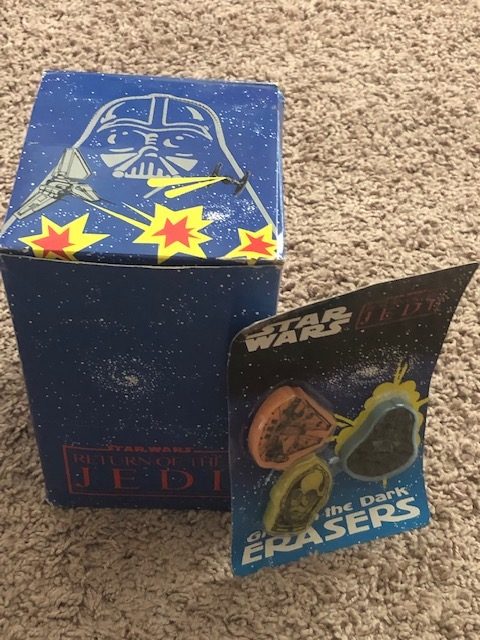 STAR WARS
RETURN OF THE
JEDI
STAR
WARS
JEDI
the Dark
ERASERS